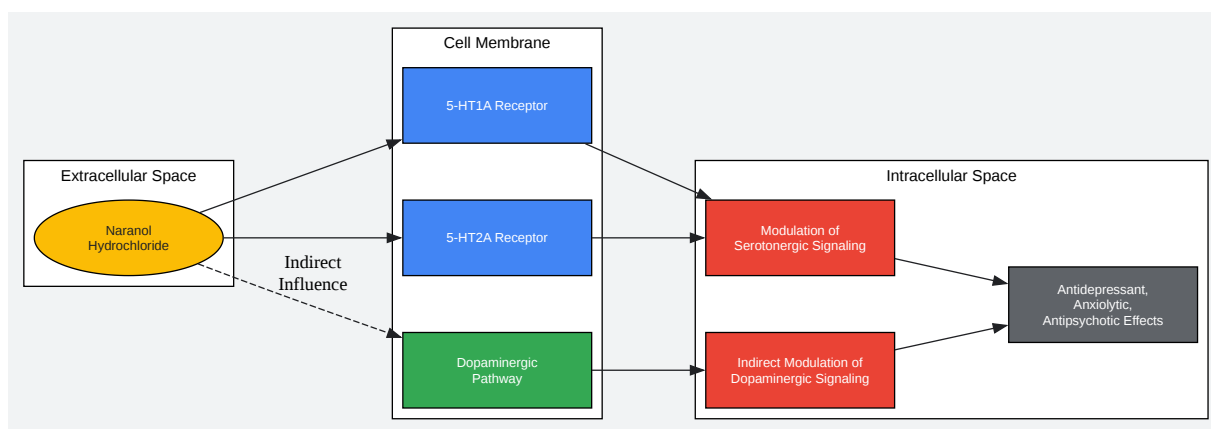 Cell Membrane
5-HT1A Receptor
Extracellular Space
Intracellular Space
Naranol
Hydrochloride
5-HT2A Receptor
Modulation of
Serotonergic Signaling
Indirect
Influence
Antidepressant,
Anxiolytic,
Antipsychotic Effects
Dopaminergic
Pathway
Indirect Modulation of
Dopaminergic Signaling